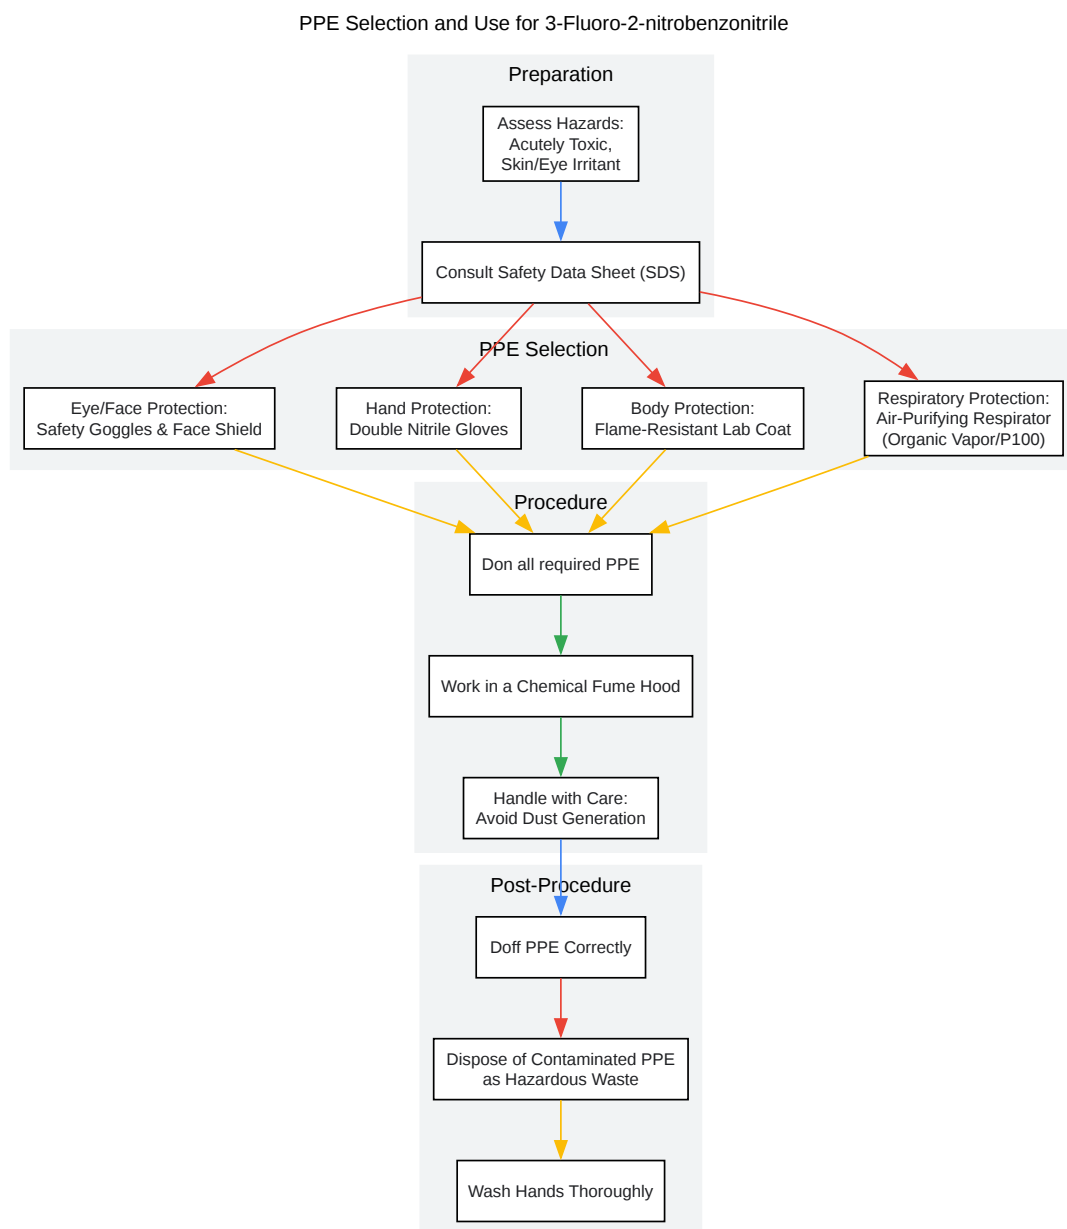 PPE Selection and Use for 3-Fluoro-2-nitrobenzonitrile
Preparation
Assess Hazards:
Acutely Toxic,
Skin/Eye Irritant
Consult Safety Data Sheet (SDS)
PPE Selection
Eye/Face Protection:
Safety Goggles & Face Shield
Hand Protection:
Double Nitrile Gloves
Body Protection:
Flame-Resistant Lab Coat
Respiratory Protection:
Air-Purifying Respirator
(Organic Vapor/P100)
Procedure
Don all required PPE
Work in a Chemical Fume Hood
Handle with Care:
Avoid Dust Generation
Post-Procedure
Doff PPE Correctly
Dispose of Contaminated PPE
as Hazardous Waste
Wash Hands Thoroughly